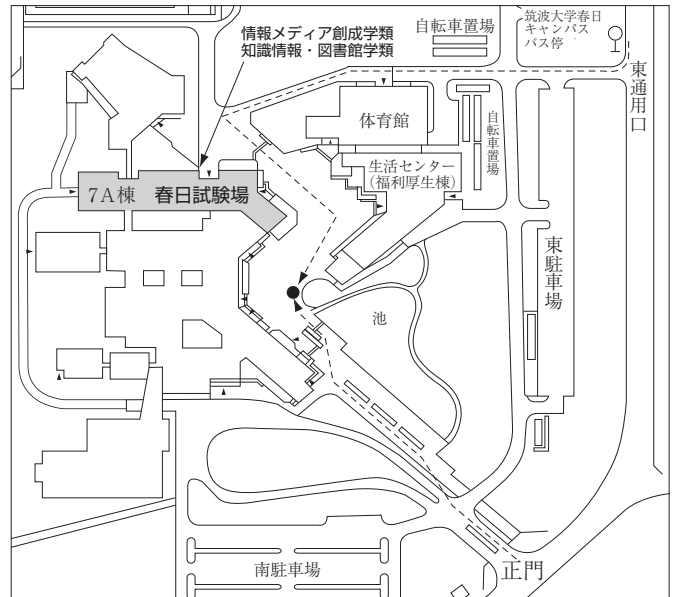 情報メディア創成学類
知識情報・図書館学類
自転車置場
筑波大学春日
キャンパス
バス停
東通用口
体育館
自転車置場
生活センター
(福利厚生棟)
7A棟
春日試験場
東駐車場
池
南駐車場
正門